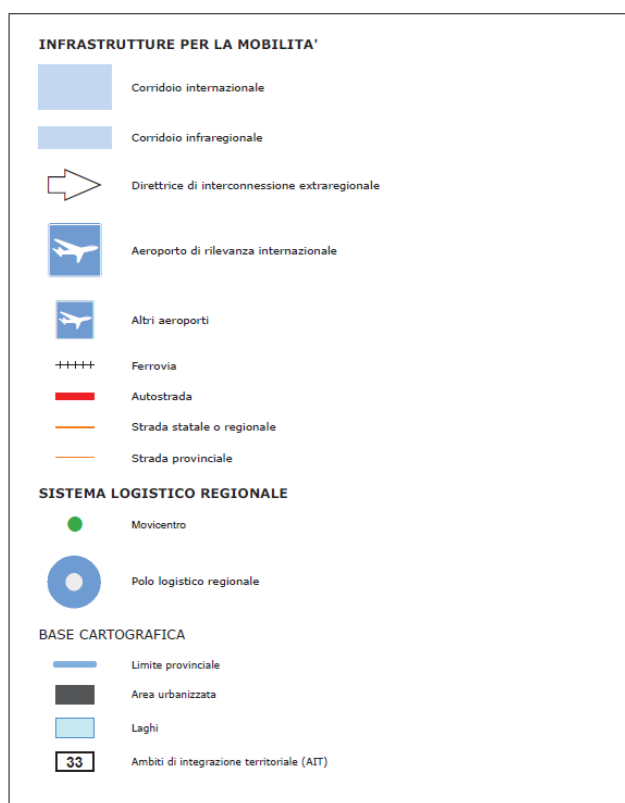 INFRASTRUTTURE PER LA MOBILITA'
Corridoio internazionale
Corridoio infraregionale
Direttrice di interconnessione extraregionale
Aeroporto di rilevanza internazionale
Altri aeroporti
Ferrovia
Autostrada
Strada statale o regionale
Strada provinciale
SISTEMA LOGISTICO REGIONALE
Movicentro
Polo logistico regionale
BASE CARTOGRAFICA
Limite provinciale
Area urbanizzata
Laghi
33 Ambiti di integrazione territoriale (AIT)